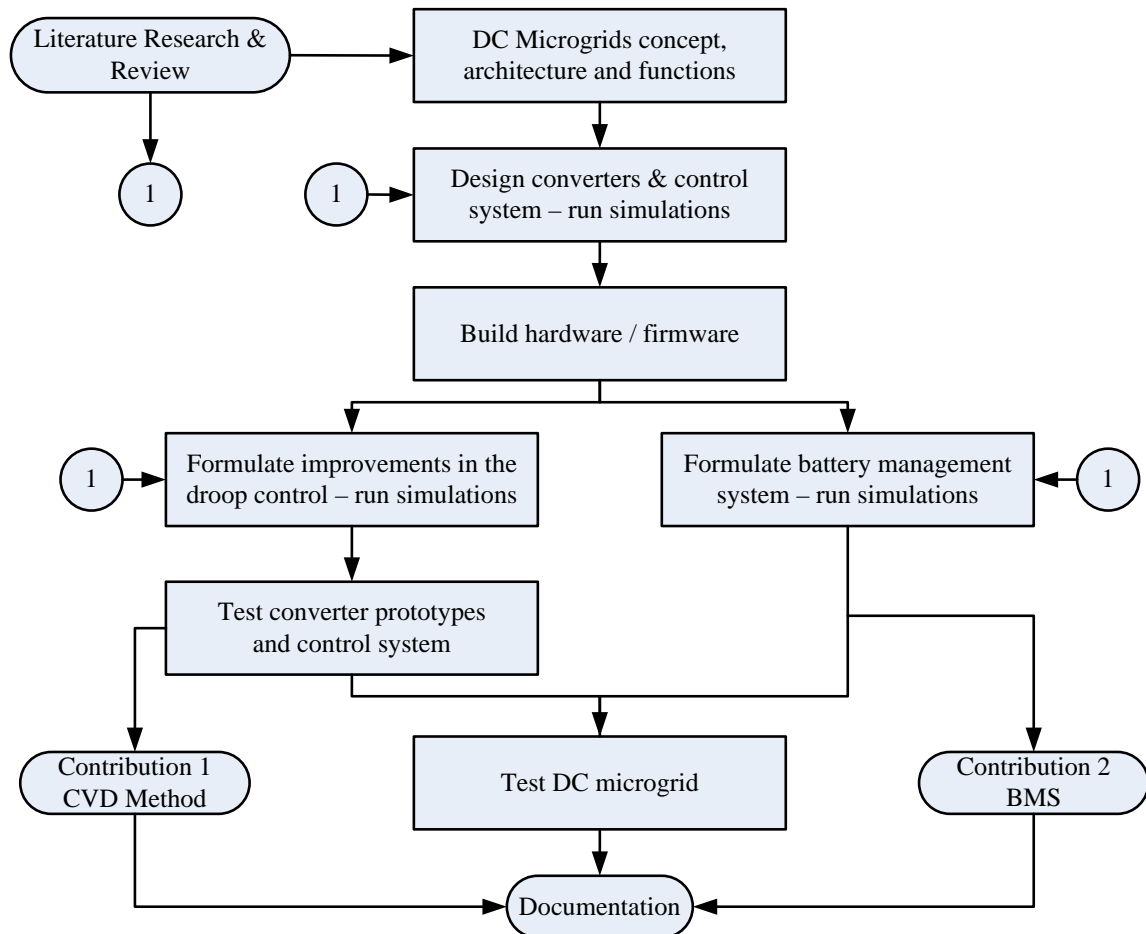 Literature Research &
Review
DC Microgrids concept,
architecture and functions
1
1
Design converters & control
system – run simulations
Build hardware / firmware
1
Formulate improvements in the
droop control – run simulations
Formulate battery management
system – run simulations
1
Test converter prototypes
and control system
Contribution 1
CVD Method
Test DC microgrid
Contribution 2
BMS
Documentation